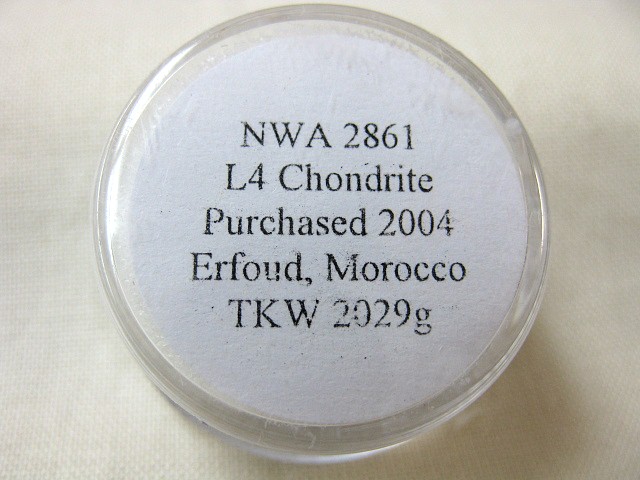 NWA 2861
L4 Chondrite
Purchased 2004
Erfoud, Morocco
TKW 2029g